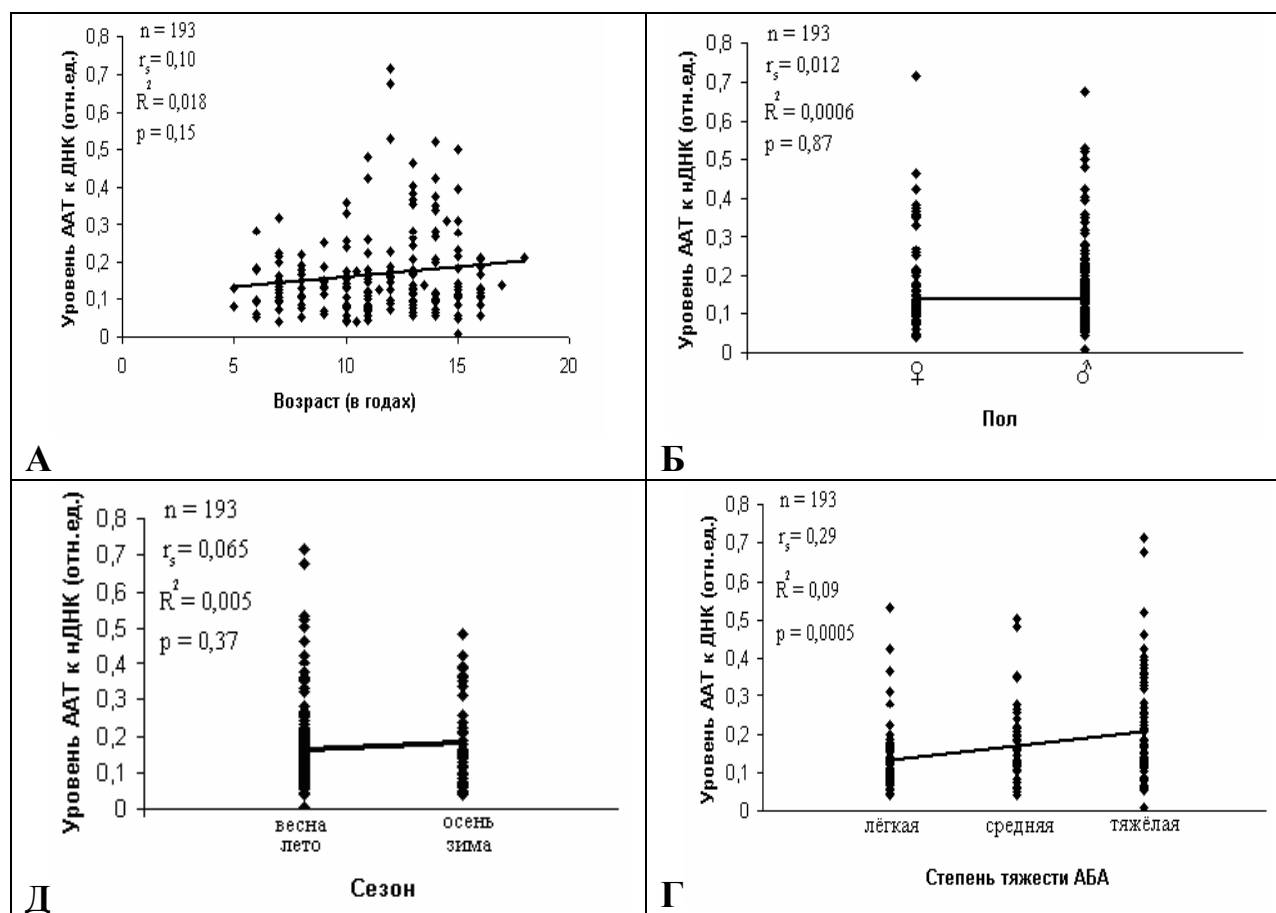 n = 193
r_s = 0,10
R² = 0,018
p = 0,15
Уровень ААТ к ДНК (отн.ед.)
0,8
0,7
0,6
0,5
0,4
0,3
0,2
0,1
0
0 5 10 15 20
Возраст (в годах)
А
n = 193
r_s = 0,012
R² = 0,0006
p = 0,87
Уровень ААТ к нДНК (отн.ед.)
0,8
0,7
0,6
0,5
0,4
0,3
0,2
0,1
0
♀ ♂
Пол
Б
n = 193
r_s = 0,065
R² = 0,005
p = 0,37
Уровень ААТ к нДНК (отн.ед.)
0,8
0,7
0,6
0,5
0,4
0,3
0,2
0,1
0
весна осень
лето зима
Сезон
Д
n = 193
r_s = 0,29
R² = 0,09
p = 0,0005
Уровень ААТ к ДНК (отн.ед.)
0,8
0,7
0,6
0,5
0,4
0,3
0,2
0,1
0
лёгкая средняя тяжёлая
Степень тяжести АБА
Г